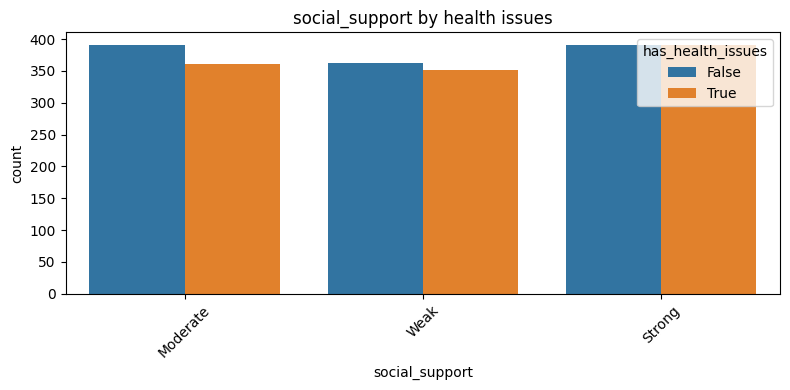 social_support by health issues
count
400
350
300
250
200
150
100
50
0
has_health_issues
False
True
Moderate
Weak
Strong
social_support